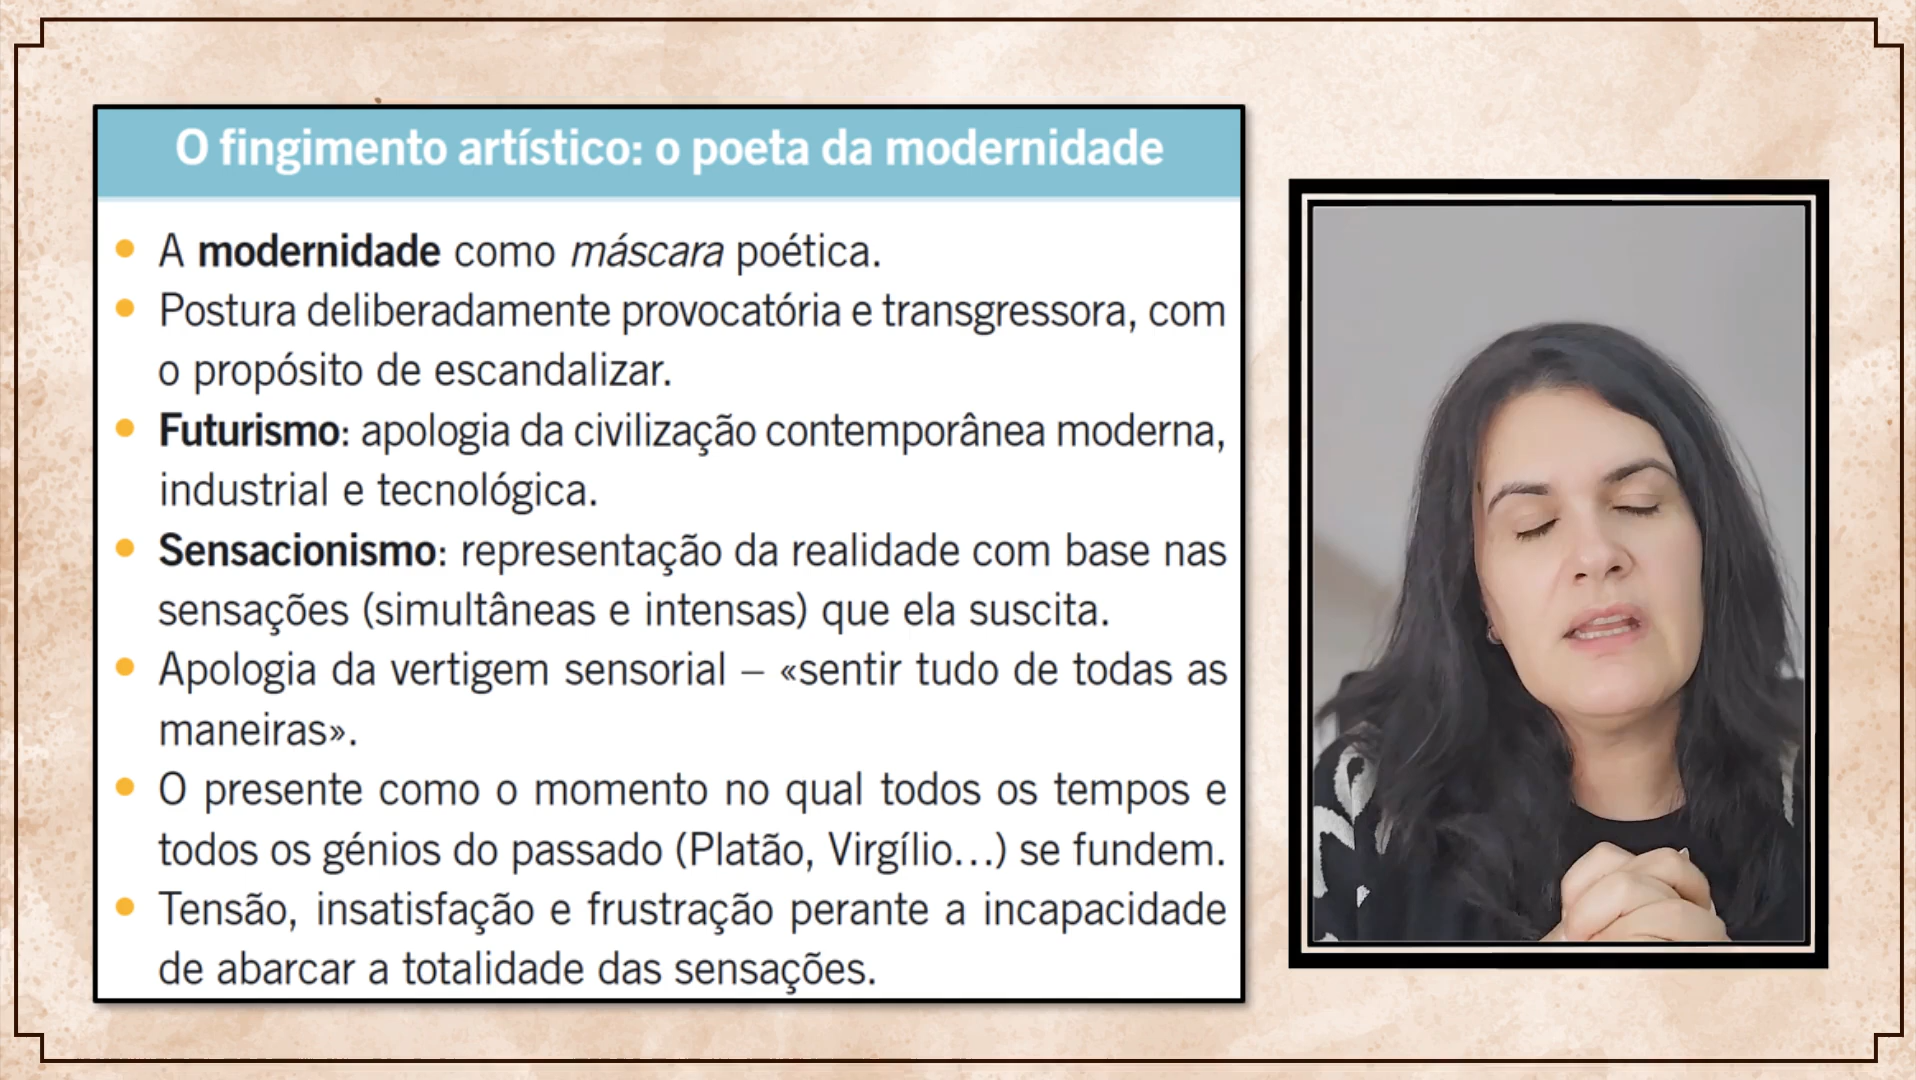 O fingimento artístico: o poeta da modernidade
A modernidade como máscara poética.
Postura deliberadamente provocatória e transgressora, com
o propósito de escandalizar.
Futurismo: apologia da civilização contemporânea moderna,
industrial e tecnológica.
Sensacionismo: representação da realidade com base nas
sensações (simultâneas e intensas) que ela suscita.
Apologia da vertigem sensorial – «sentir tudo de todas as
maneiras».
O presente como o momento no qual todos os tempos e
todos os génios do passado (Platão, Virgílio…) se fundem.
Tensão, insatisfação e frustração perante a incapacidade
de abarcar a totalidade das sensações.